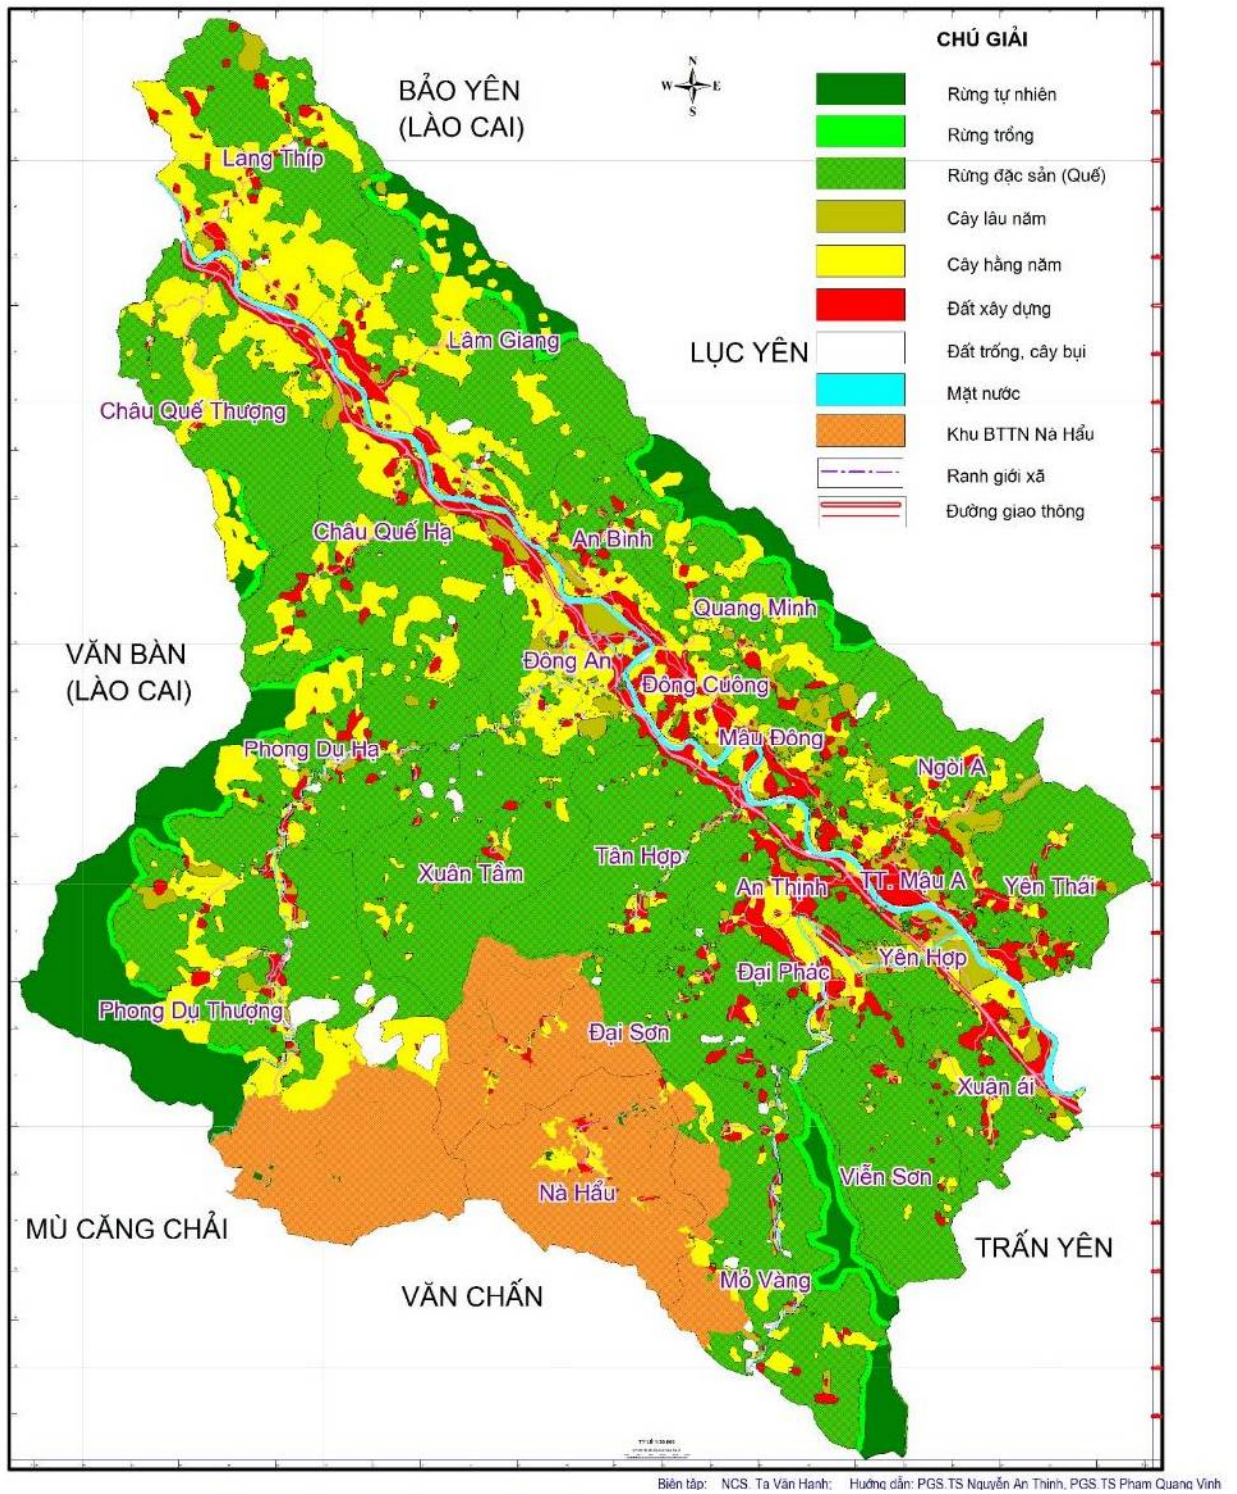 CHÚ GIẢI
Rừng tự nhiên
Rừng trồng
Rừng đặc sản (Quế)
Cây lâu năm
Cây hằng năm
Đất xây dựng
Đất trống, cây bụi
Mặt nước
Khu BTTN Nà Hẩu
Ranh giới xã
Đường giao thông
N
W E
S
BẢO YÊN
(LÀO CAI)
Lang Thíp
LỤC YÊN
Lâm Giang
Châu Quế Thượng
Châu Quế Hạ
An Bình
Quang Minh
VĂN BÀN
(LÀO CAI)
Đông An
Đông Cuông
Mậu Đông
Phong Dụ Hạ
Ngòi A
Tân Hợp
Xuân Tầm
An Thịnh
TT. Mậu A
Yên Thái
Yên Hợp
Đại Phác
Phong Dụ Thượng
Đại Sơn
Xuân ái
Viễn Sơn
Nà Hẩu
MÙ CĂNG CHẢI
TRẤN YÊN
Mỏ Vàng
VĂN CHẤN
Biên tập: NCS. Tạ Văn Hạnh; Hướng dẫn: PGS.TS Nguyễn An Thịnh, PGS.TS Phạm Quang Vinh